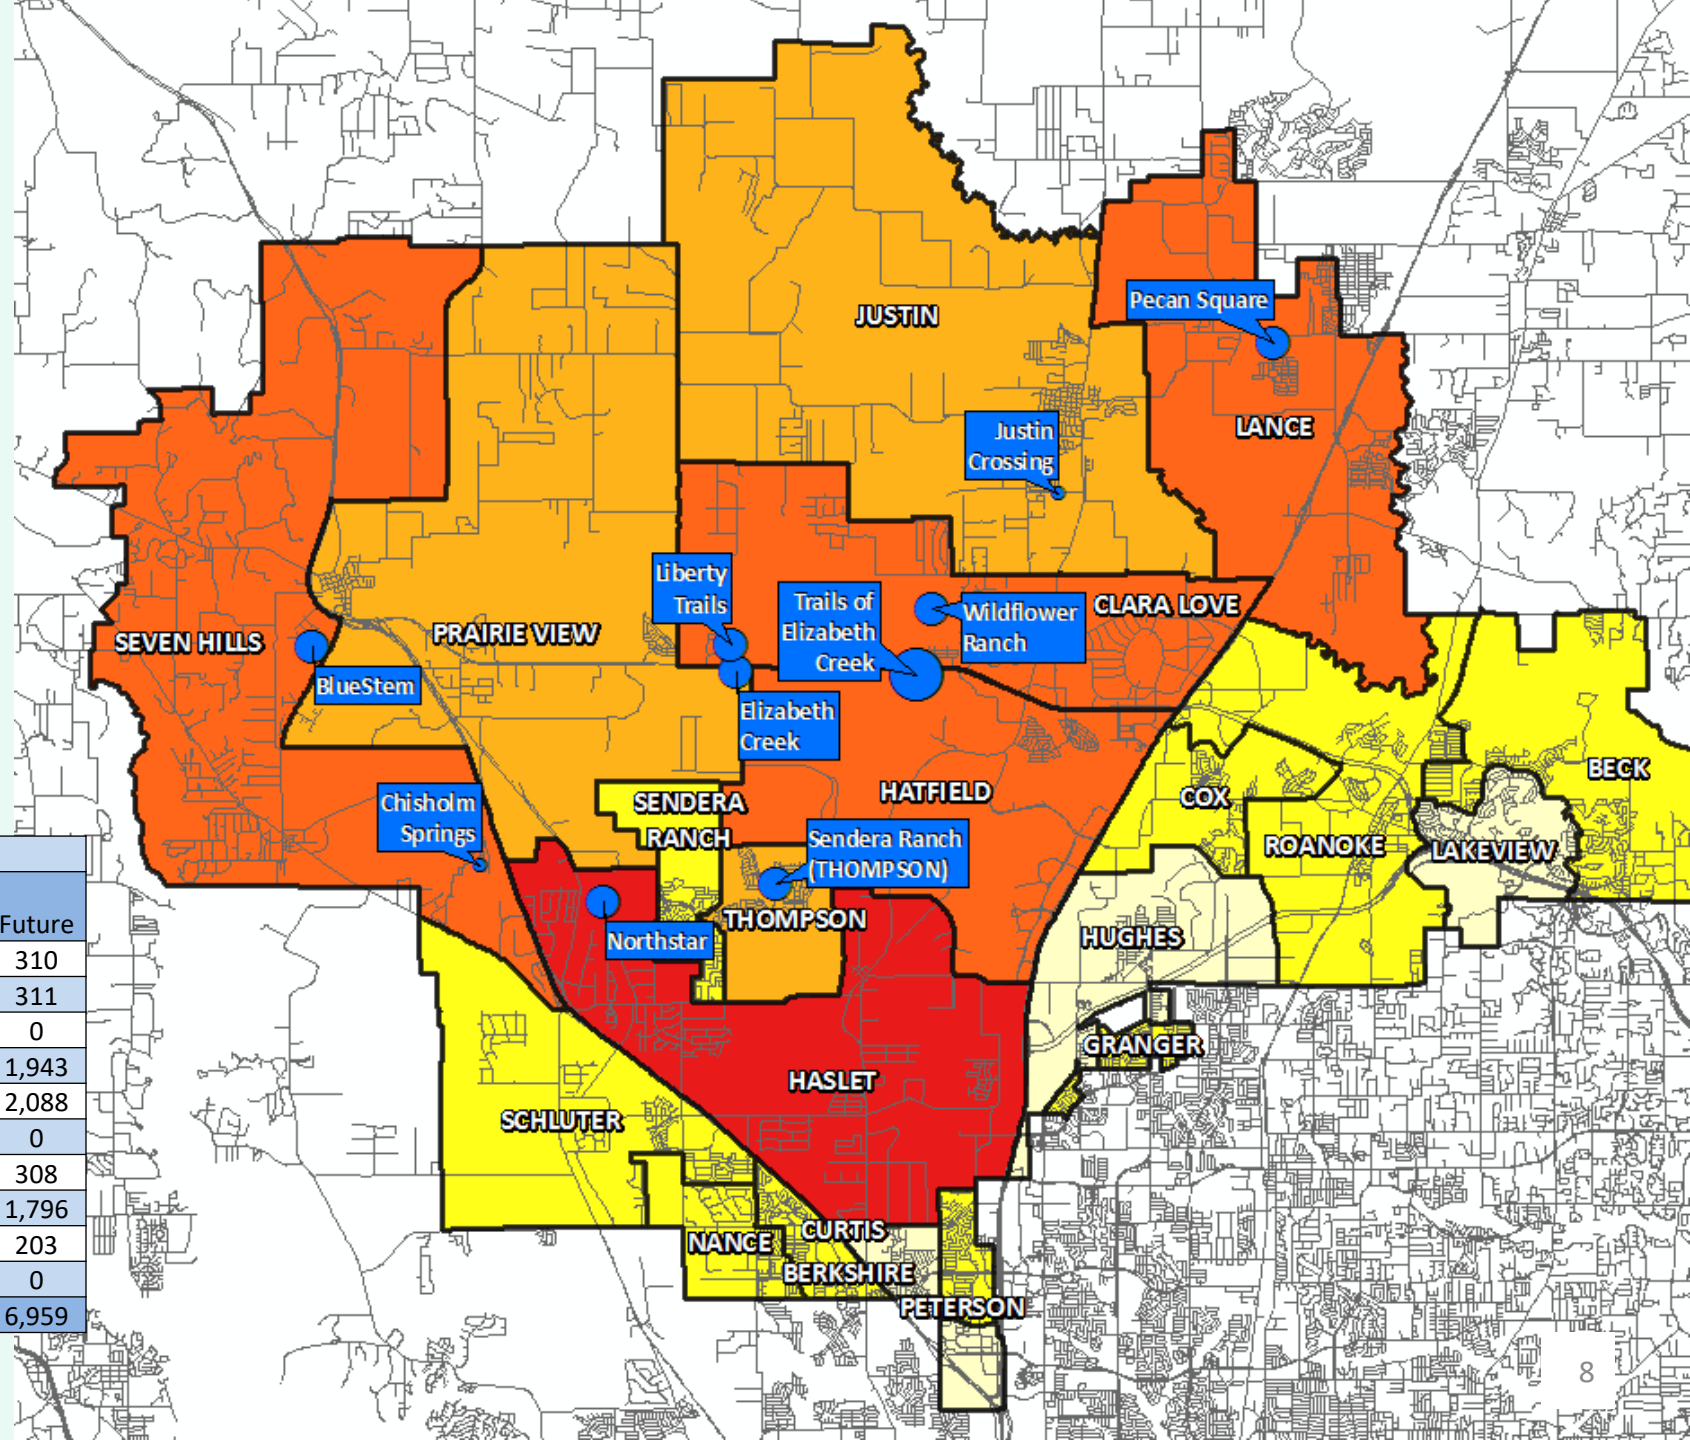 JUSTIN
Pecan Square
LANCE
Justin
Crossing
Liberty
Trails
Trails of
Elizabeth
Creek
Wildflower
Ranch
CLARA LOVE
SEVEN HILLS
PRAIRIE VIEW
BlueStem
Elizabeth
Creek
HATFIELD
SENDERA
RANCH
COX
BECK
Chisholm
Springs
Sendera Ranch
(THOMPSON)
ROANOKE
LAKEVIEW
THOMPSON
Northstar
HUGHES
GRANGER
HASLET
SCHLUTER
CURTIS
NANCE
BERKSHIRE
PETERSON
Future
310
311
0
1,943
2,088
0
308
1,796
203
0
6,959
8